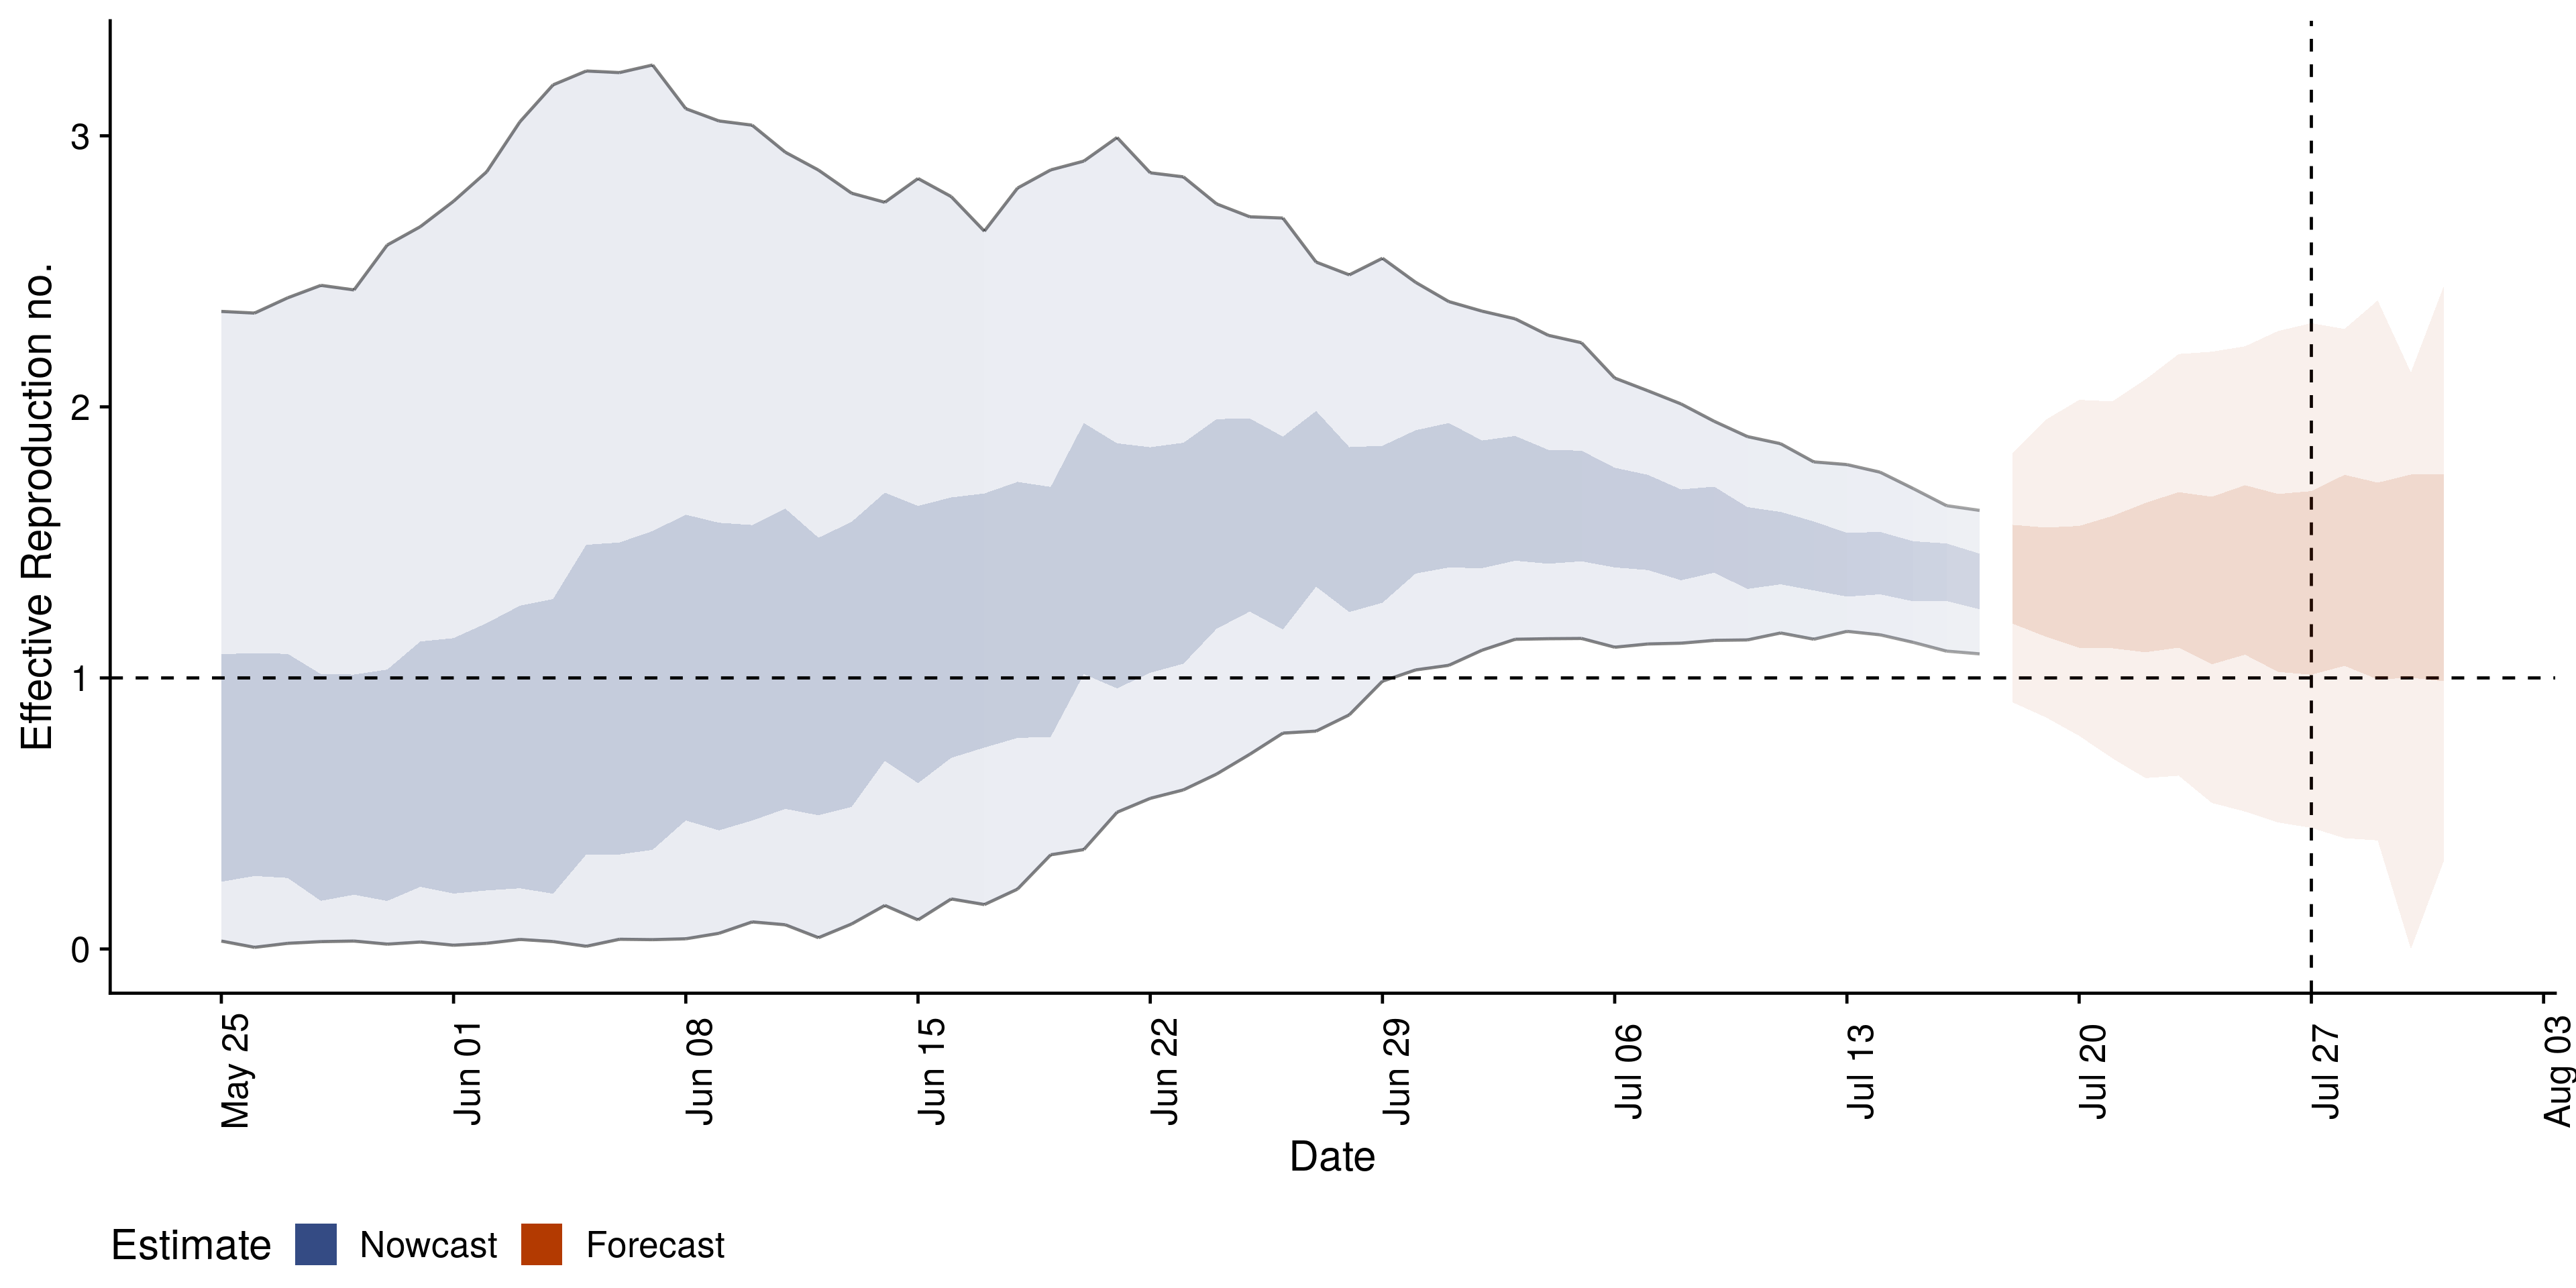 Effective Reproduction no.
3
2
1
0
May 25
Jun 01
Jun 08
Jun 15
Jun 22
Jun 29
Jul 06
Jul 13
Jul 20
Jul 27
Aug 03
Date
Estimate Nowcast Forecast